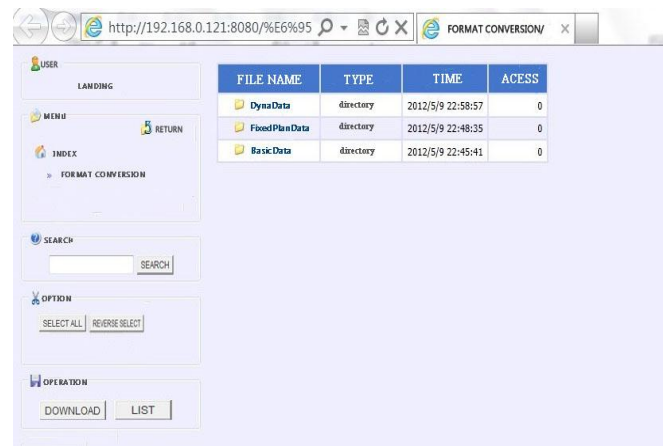 http://192.168.0.121:8080/%E6%95
FORMAT CONVERSION/
USER
LANDING
MENU
RETURN
INDEX
» FORMAT CONVERSION
SEARCH
SEARCH
OPTION
SELECT ALL REVERSE SELECT
OPERATION
DOWNLOAD LIST
FILE NAME TYPE TIME ACESS
DynaData directory 2012/5/9 22:58:57 0
FixedPlanData directory 2012/5/9 22:48:35 0
BasicData directory 2012/5/9 22:45:41 0